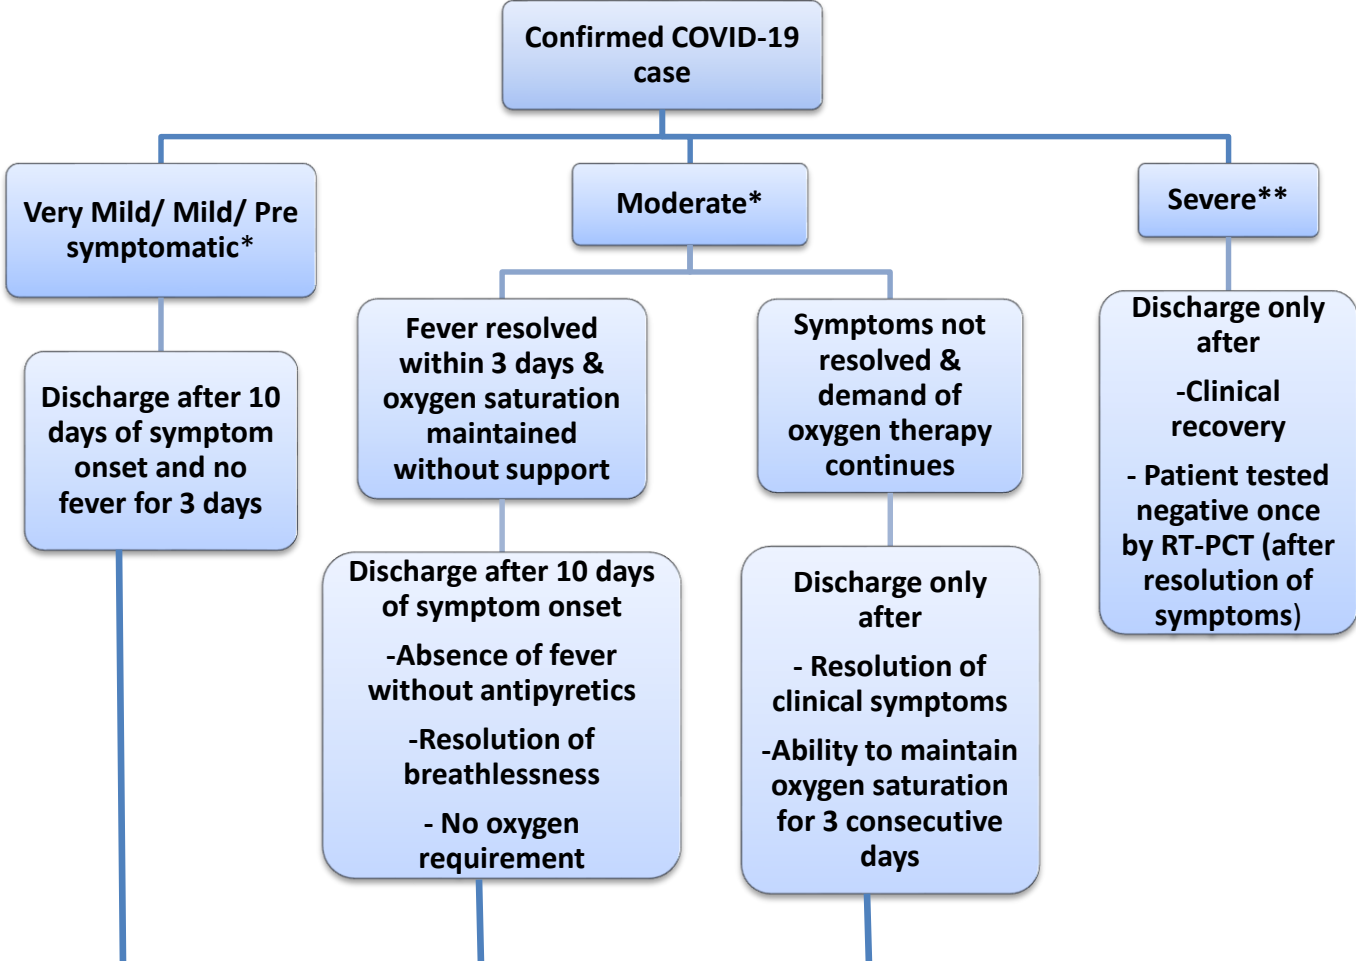 Confirmed COVID-19
case
Very Mild/ Mild/ Pre
symptomatic*
Discharge after 10
days of symptom
onset and no
fever for 3 days
Moderate*
Fever resolved
within 3 days &
oxygen saturation
maintained
without support
Discharge after 10 days
of symptom onset
-Absence of fever
without antipyretics
-Resolution of
breathlessness
- No oxygen
requirement
Symptoms not
resolved &
demand of
oxygen therapy
continues
Discharge only
after
- Resolution of
clinical symptoms
-Ability to maintain
oxygen saturation
for 3 consecutive
days
Severe**
Discharge only
after
-Clinical
recovery
- Patient tested
negative once
by RT-PCT (after
resolution of
symptoms)